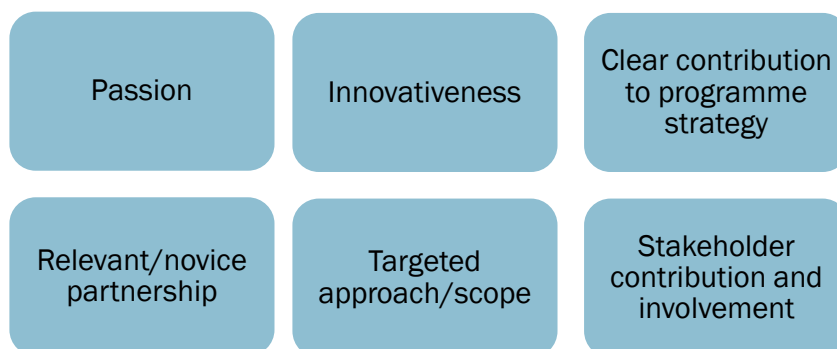 Passion
Innovativeness
Clear contribution
to programme
strategy
Relevant/novice
partnership
Targeted
approach/scope
Stakeholder
contribution and
involvement